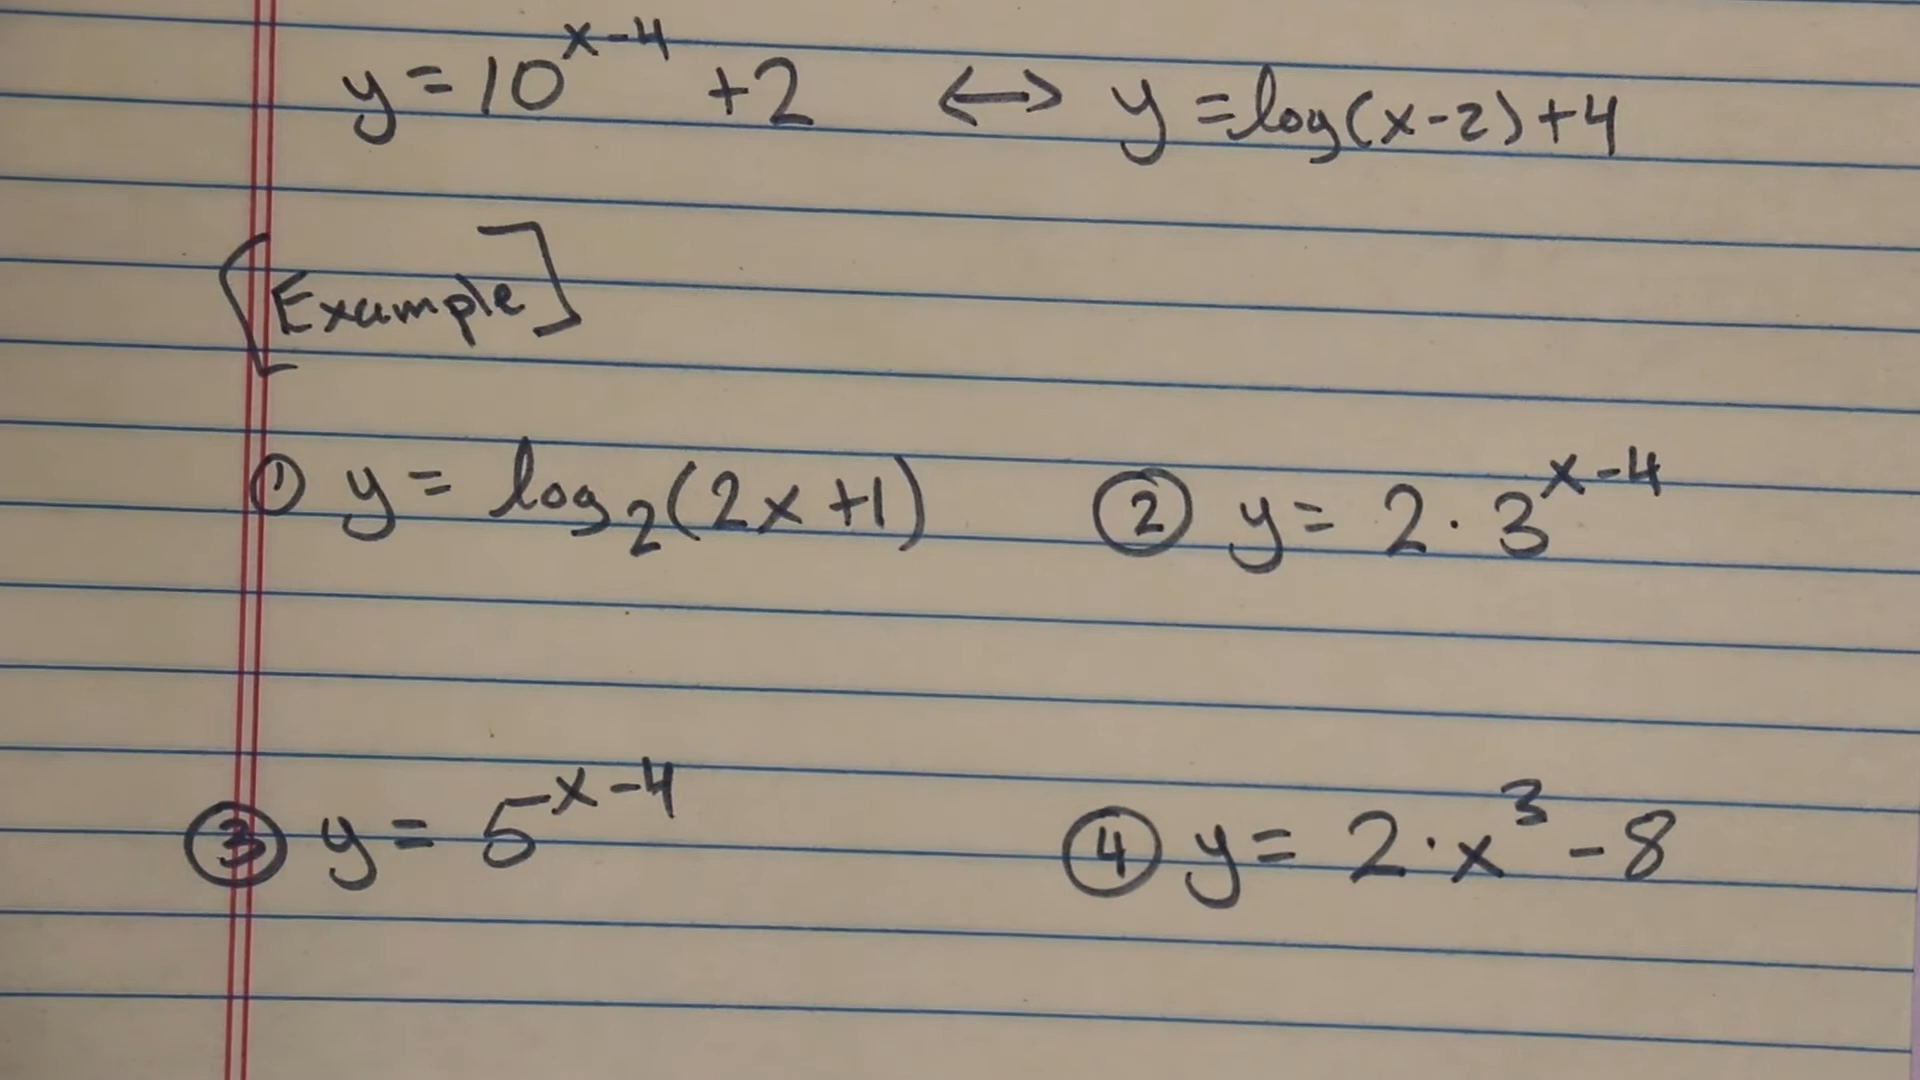 y = 10^{x-4} + 2 ↔ y = log(x-2)+4
[Example]
① y = log₂(2x+1) ② y = 2·3^{x-4}
③ y = 5^{x-4} ④ y = 2·x³-8